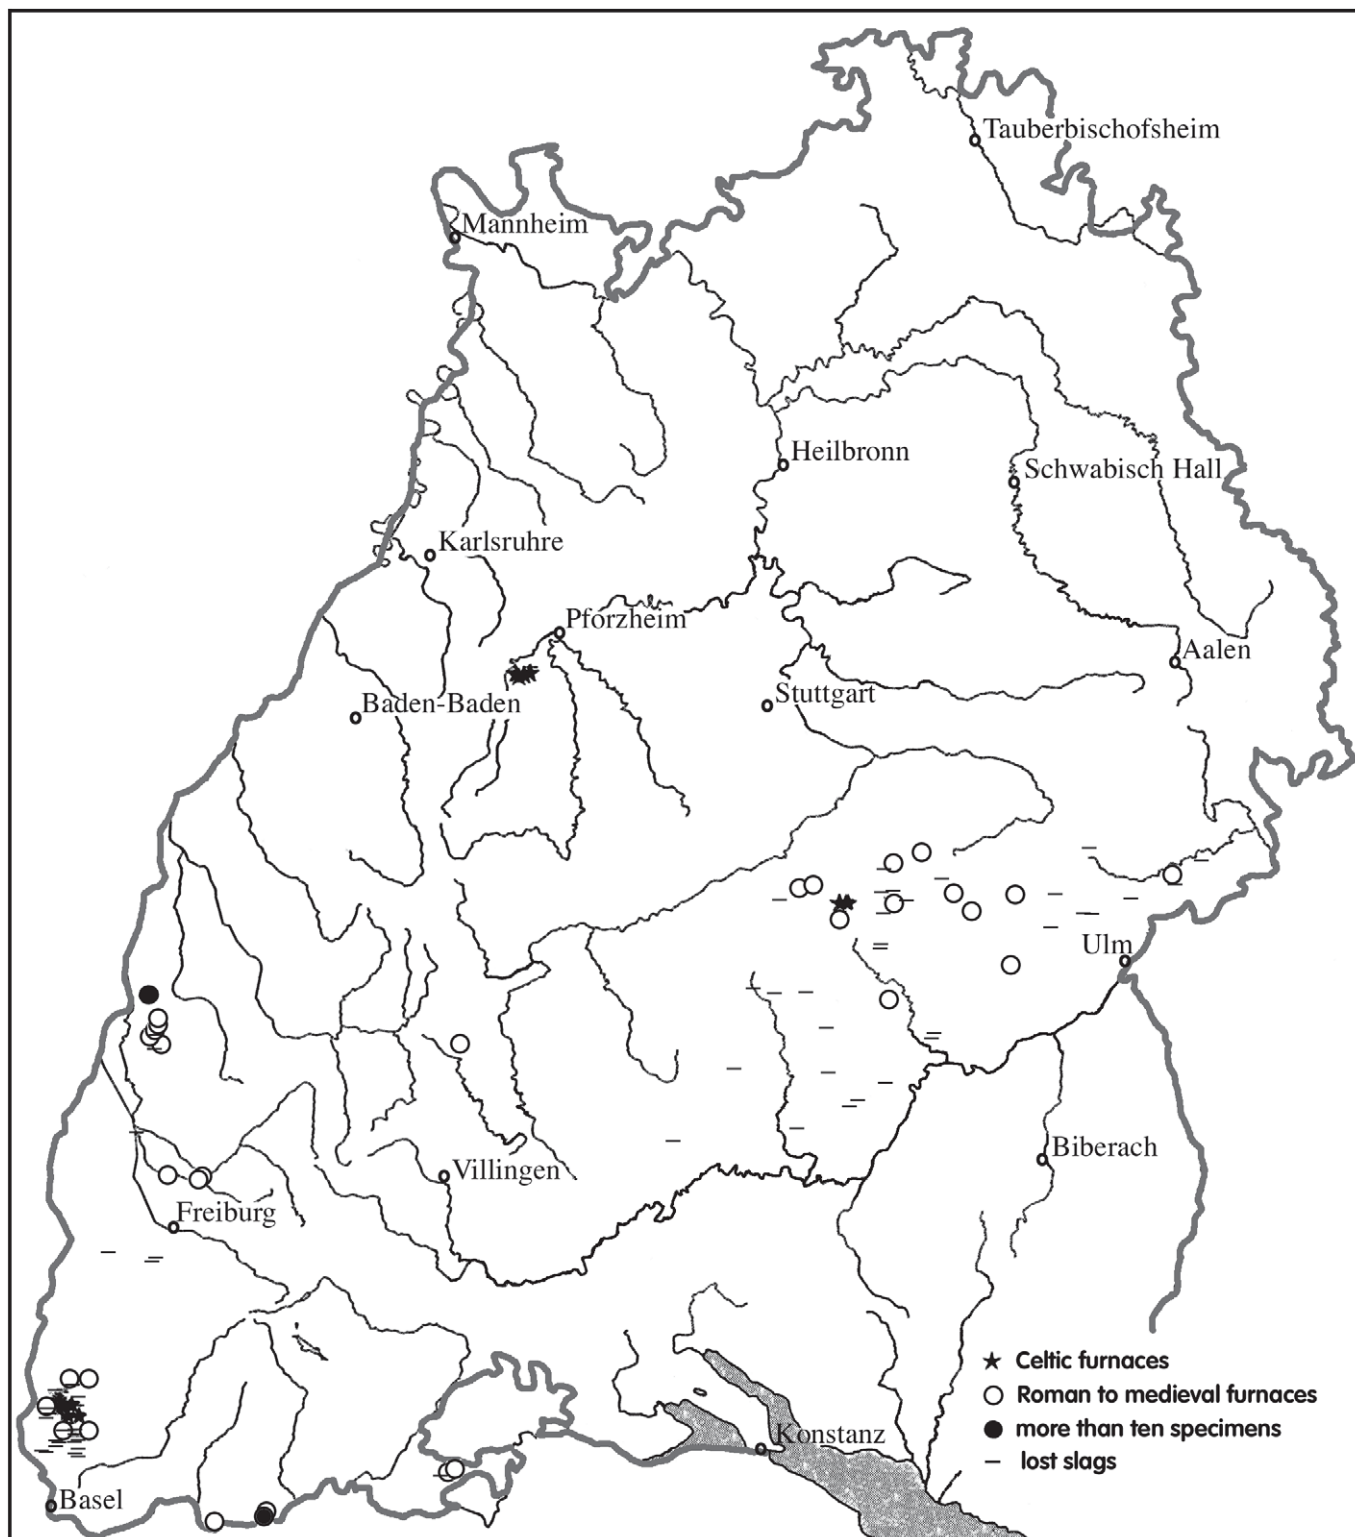 Tauberbischofsheim
Mannheim
Heilbronn
Schwabisch Hall
Karlsruhre
Pforzheim
Aalen
Baden-Baden
Stuttgart
Ulm
Biberach
Villingen
Freiburg
Celtic furnaces
Roman to medieval furnaces
more than ten specimens
lost slags
Konstanz
Basel